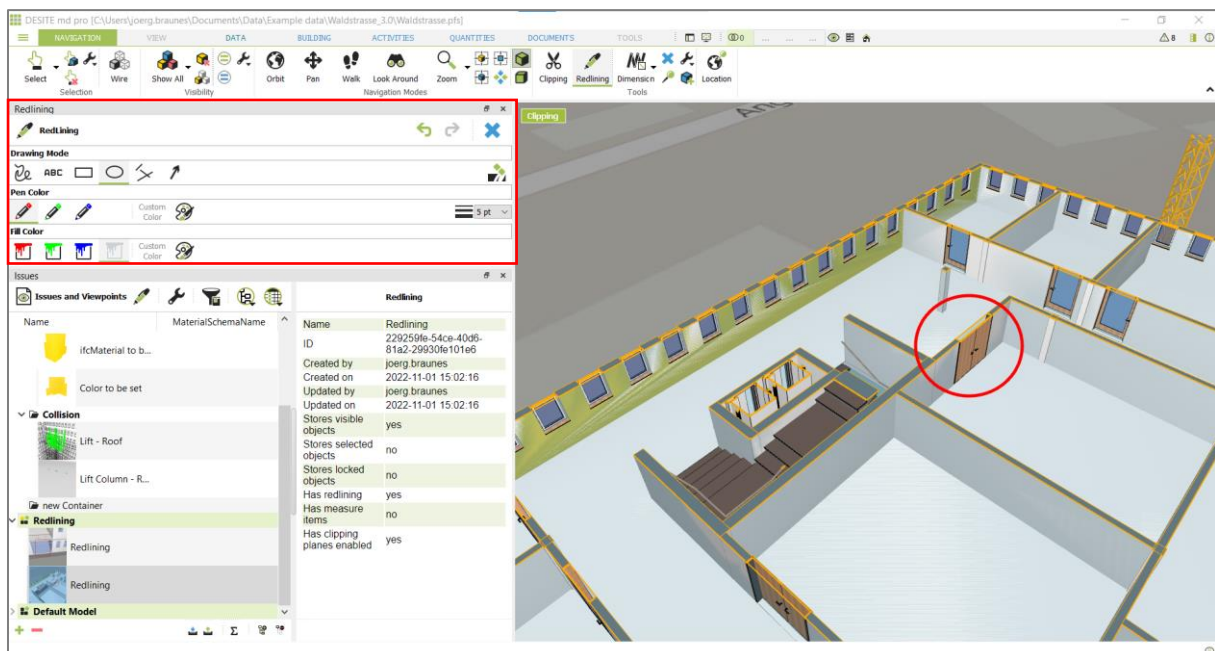 DESITE md pro [C:\Users\joerg.braunes\Documents\Data\Example data\Waldstrasse_3.0\Waldstrasse.pfs]
NAVIGATION VIEW DATA BUILDING ACTIVITIES QUANTITIES DOCUMENTS TOOLS 0 ... ... ... 8
Select Wire Show All Orbit Pan Walk Look Around Zoom Clipping Redlining Dimension Location
Selection Visibility Navigation Modes Tools
Redlining
RedLining
Drawing Mode
ABC
Pen Color
Custom Color
5 pt
Fill Color
Custom Color
Issues
Issues and Viewpoints
Name MaterialSchemaName
ifcMaterial to b...
Color to be set
Collision
Lift - Roof
Lift Column - R...
new Container
Redlining
Redlining
Redlining
Default Model
Σ
Redlining
Name Redlining
ID 229259fe-54ce-40d6-
81a2-29930fe101e6
Created by joerg.braunes
Created on 2022-11-01 15:02:16
Updated by joerg.braunes
Updated on 2022-11-01 15:02:16
Stores visible
objects yes
Stores selected
objects no
Stores locked
objects no
Has redlining yes
Has measure
items no
Has clipping
planes enabled yes
Clipping